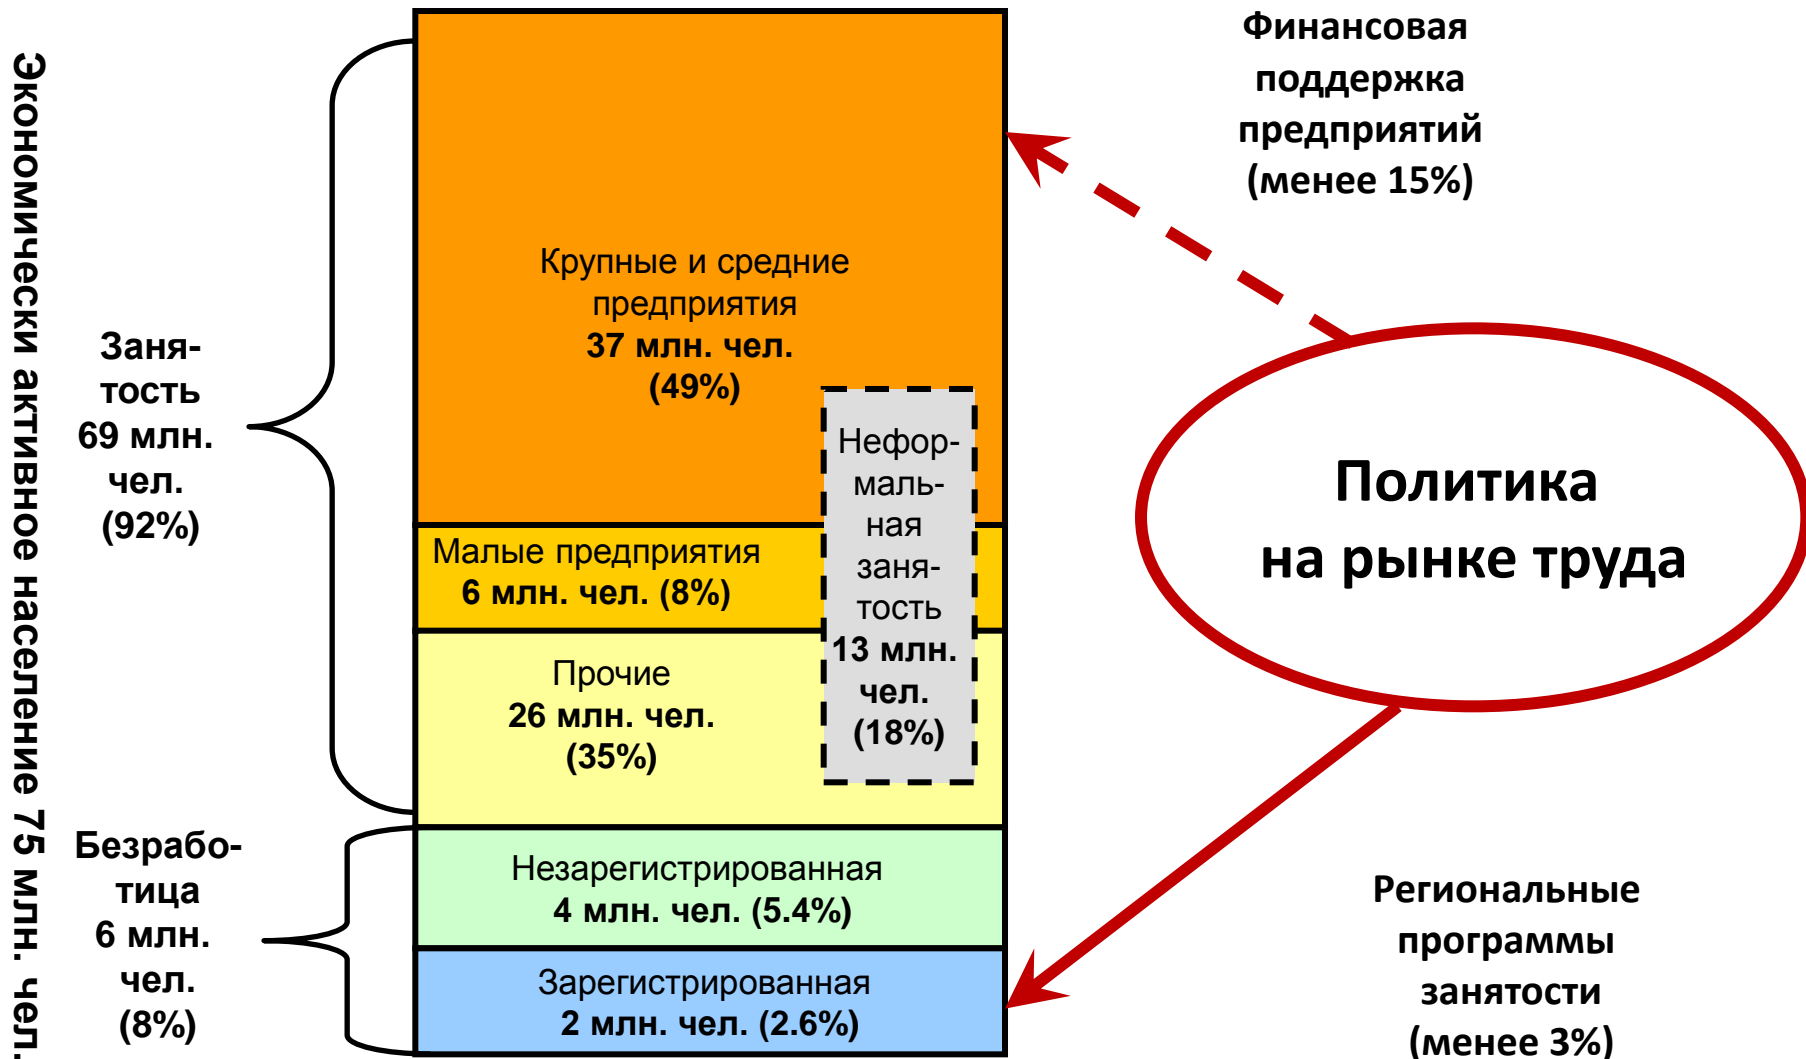 Экономически активное население 75 млн. чел.
Заня-
тость
69 млн.
чел.
(92%)
Безрабо-
тица
6 млн.
чел.
(8%)
Крупные и средние
предприятия
37 млн. чел.
(49%)
Малые предприятия
6 млн. чел. (8%)
Прочие
26 млн. чел.
(35%)
Нефор-
маль-
ная
заня-
тость
13 млн.
чел.
(18%)
Незарегистрированная
4 млн. чел. (5.4%)
Зарегистрированная
2 млн. чел. (2.6%)
Финансовая
поддержка
предприятий
(менее 15%)
Политика
на рынке труда
Региональные
программы
занятости
(менее 3%)